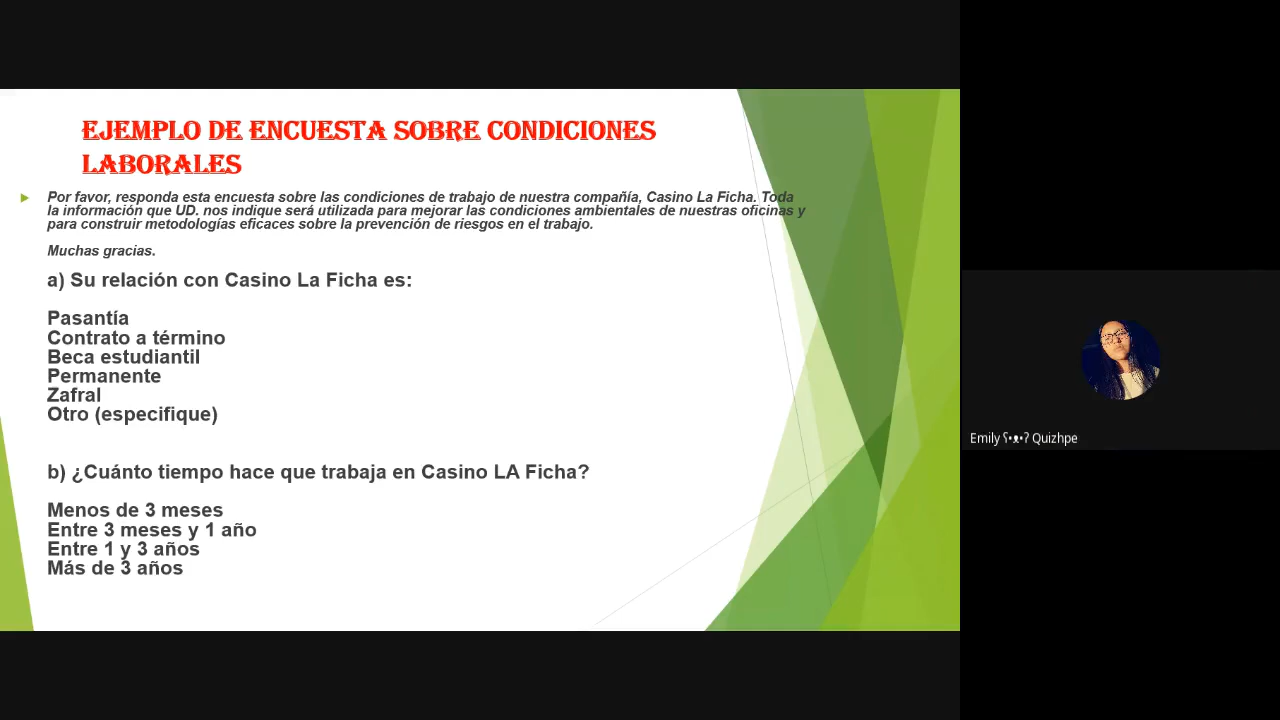 EJEMPLO DE ENCUESTA SOBRE CONDICIONES
LABORALES
Por favor, responda esta encuesta sobre las condiciones de trabajo de nuestra compañía, Casino La Ficha. Toda
la información que UD. nos indique será utilizada para mejorar las condiciones ambientales de nuestras oficinas y
para construir metodologías eficaces sobre la prevención de riesgos en el trabajo.
Muchas gracias.
a) Su relación con Casino La Ficha es:
Pasantía
Contrato a término
Beca estudiantil
Permanente
Zafral
Otro (especifique)
b) ¿Cuánto tiempo hace que trabaja en Casino LA Ficha?
Menos de 3 meses
Entre 3 meses y 1 año
Entre 1 y 3 años
Más de 3 años
Emily ʕ•ᴥ•ʔ Quizhpe